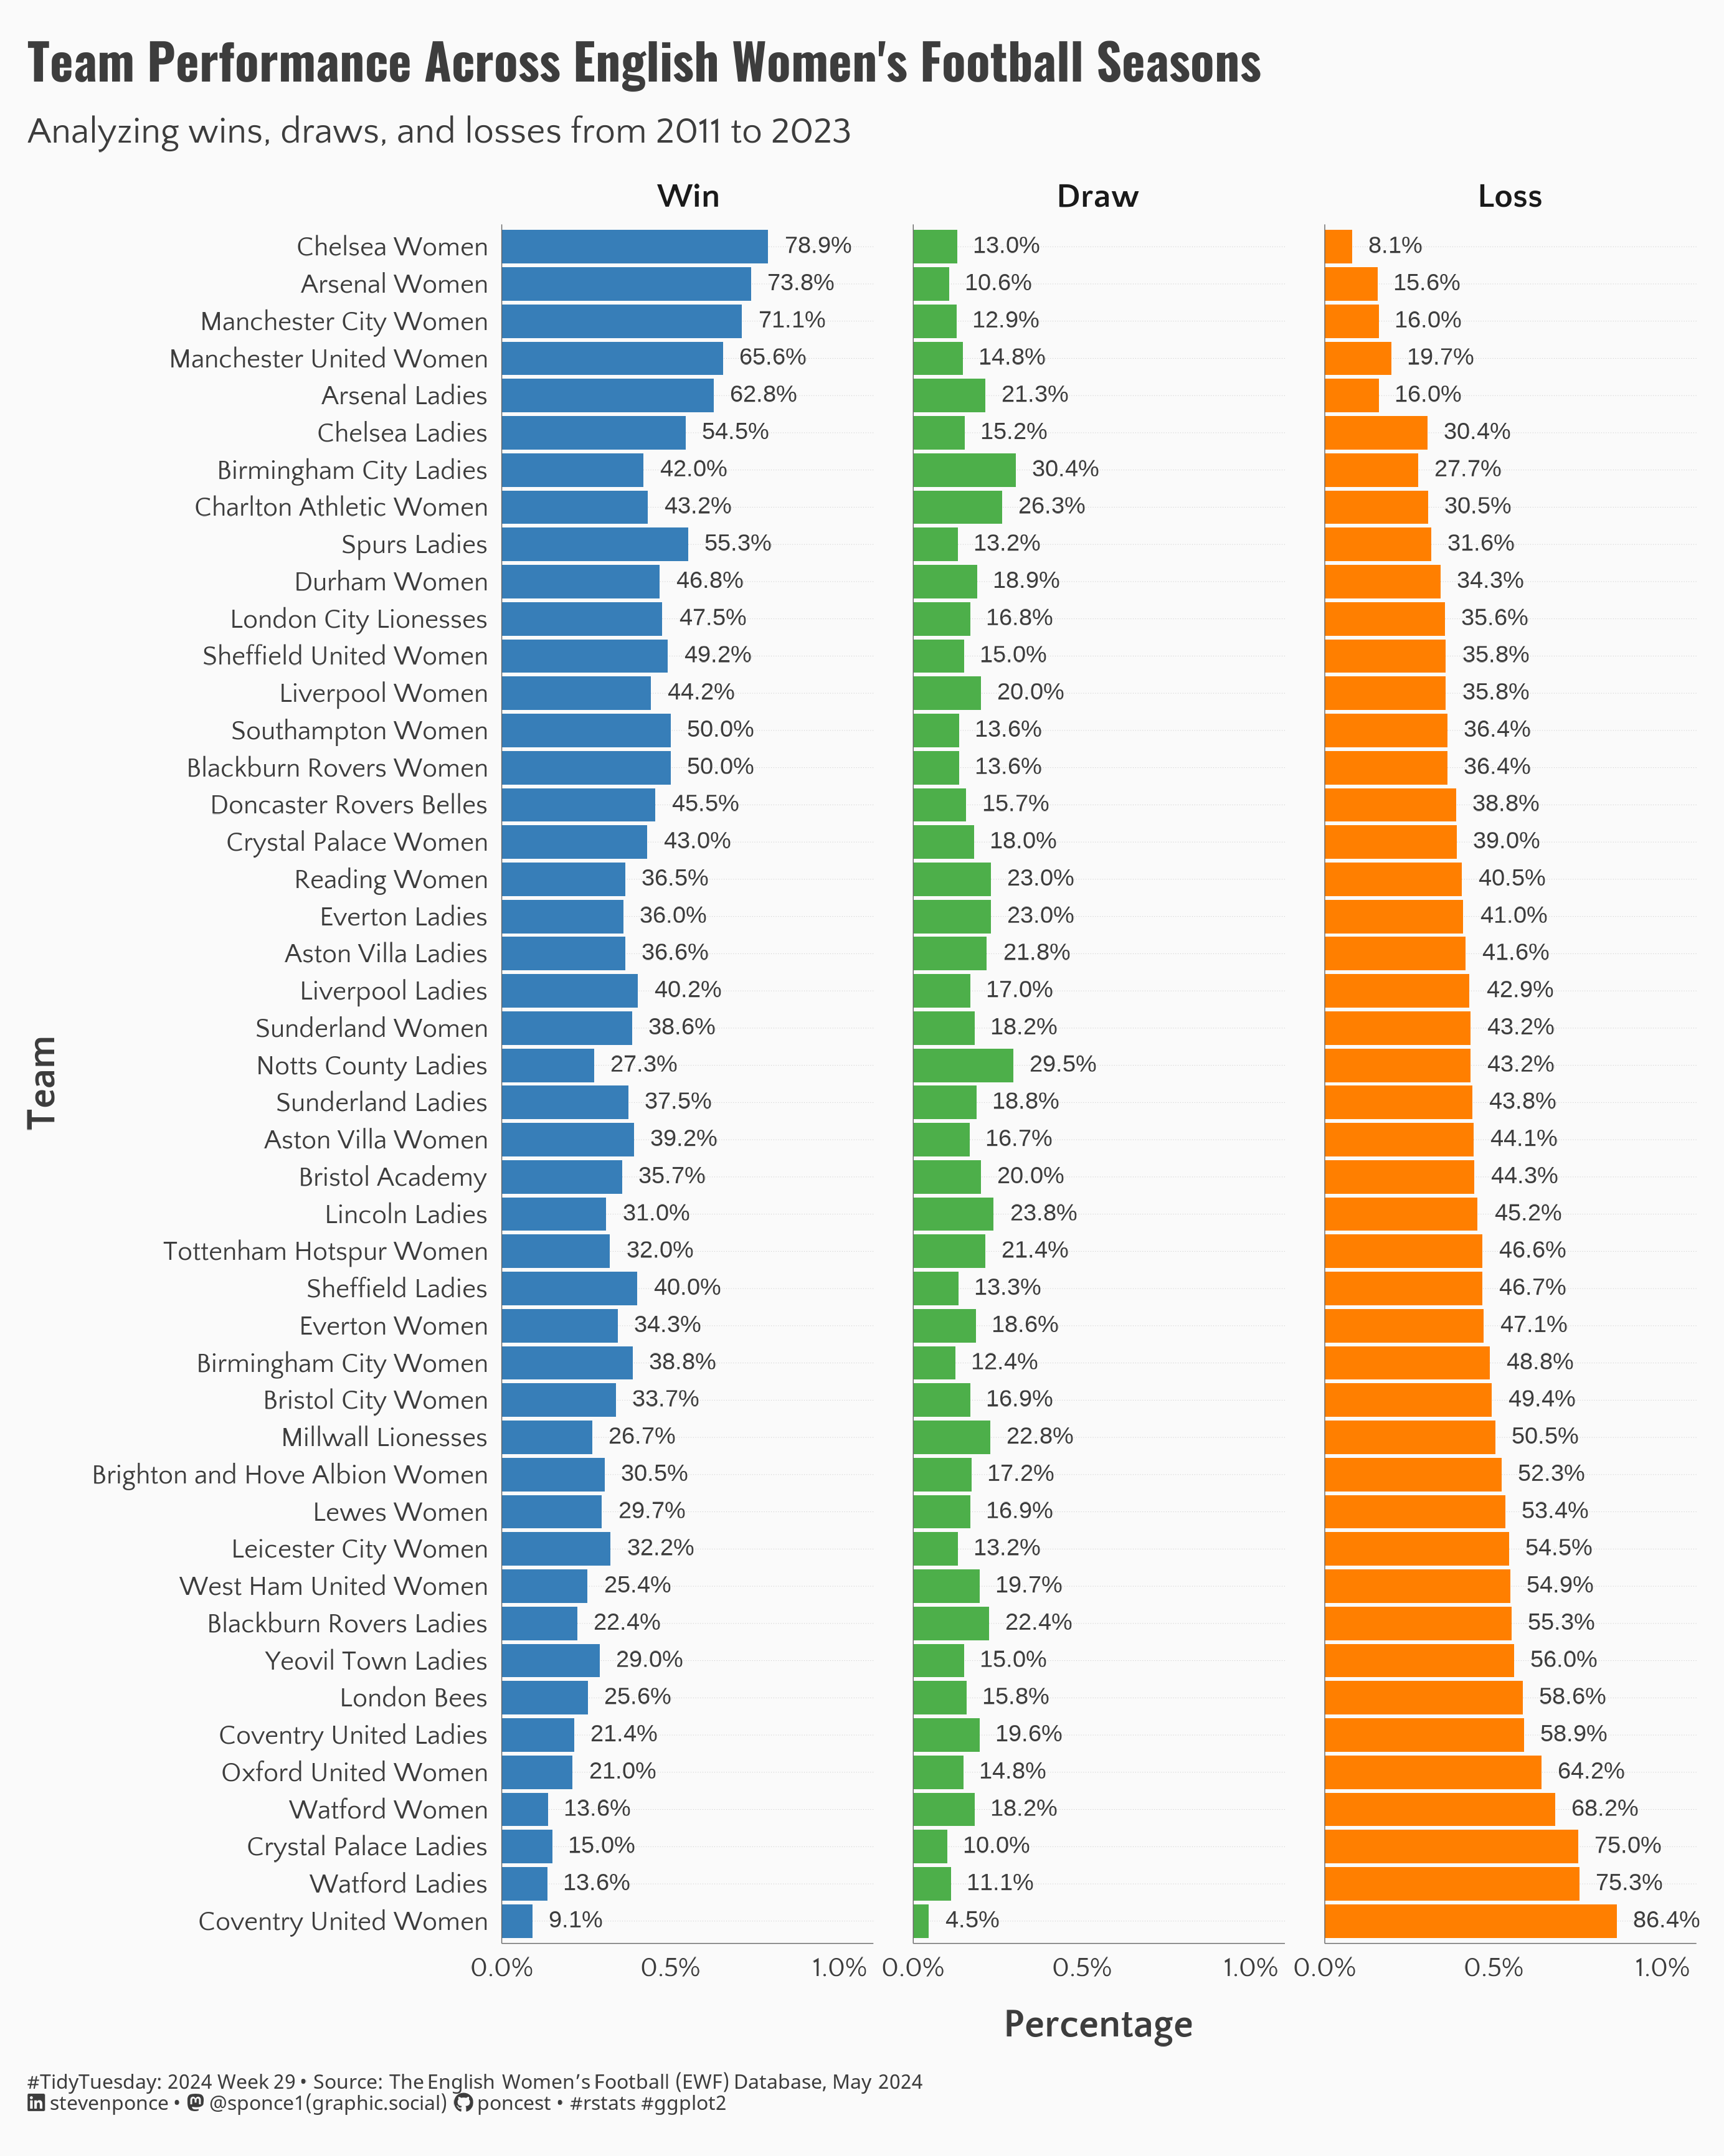 Team Performance Across English Women's Football Seasons
Analyzing wins, draws, and losses from 2011 to 2023
Win Draw Loss
Chelsea Women 78.9% 13.0% 8.1%
Arsenal Women 73.8% 10.6% 15.6%
Manchester City Women 71.1% 12.9% 16.0%
Manchester United Women 65.6% 14.8% 19.7%
Arsenal Ladies 62.8% 21.3% 16.0%
Chelsea Ladies 54.5% 15.2% 30.4%
Birmingham City Ladies 42.0% 30.4% 27.7%
Charlton Athletic Women 43.2% 26.3% 30.5%
Spurs Ladies 55.3% 13.2% 31.6%
Durham Women 46.8% 18.9% 34.3%
London City Lionesses 47.5% 16.8% 35.6%
Sheffield United Women 49.2% 15.0% 35.8%
Liverpool Women 44.2% 20.0% 35.8%
Southampton Women 50.0% 13.6% 36.4%
Blackburn Rovers Women 50.0% 13.6% 36.4%
Doncaster Rovers Belles 45.5% 15.7% 38.8%
Crystal Palace Women 43.0% 18.0% 39.0%
Reading Women 36.5% 23.0% 40.5%
Everton Ladies 36.0% 23.0% 41.0%
Aston Villa Ladies 36.6% 21.8% 41.6%
Liverpool Ladies 40.2% 17.0% 42.9%
Sunderland Women 38.6% 18.2% 43.2%
Notts County Ladies 27.3% 29.5% 43.2%
Sunderland Ladies 37.5% 18.8% 43.8%
Aston Villa Women 39.2% 16.7% 44.1%
Bristol Academy 35.7% 20.0% 44.3%
Lincoln Ladies 31.0% 23.8% 45.2%
Tottenham Hotspur Women 32.0% 21.4% 46.6%
Sheffield Ladies 40.0% 13.3% 46.7%
Everton Women 34.3% 18.6% 47.1%
Birmingham City Women 38.8% 12.4% 48.8%
Bristol City Women 33.7% 16.9% 49.4%
Millwall Lionesses 26.7% 22.8% 50.5%
Brighton and Hove Albion Women 30.5% 17.2% 52.3%
Lewes Women 29.7% 16.9% 53.4%
Leicester City Women 32.2% 13.2% 54.5%
West Ham United Women 25.4% 19.7% 54.9%
Blackburn Rovers Ladies 22.4% 22.4% 55.3%
Yeovil Town Ladies 29.0% 15.0% 56.0%
London Bees 25.6% 15.8% 58.6%
Coventry United Ladies 21.4% 19.6% 58.9%
Oxford United Women 21.0% 14.8% 64.2%
Watford Women 13.6% 18.2% 68.2%
Crystal Palace Ladies 15.0% 10.0% 75.0%
Watford Ladies 13.6% 11.1% 75.3%
Coventry United Women 9.1% 4.5% 86.4%
Team
0.0% 0.5% 1.0% 0.0% 0.5% 1.0% 0.0% 0.5% 1.0%
Percentage
#TidyTuesday: 2024 Week 29 • Source: The English Women’s Football (EWF) Database, May 2024
stevenponce • @sponce1(graphic.social) poncest • #rstats #ggplot2